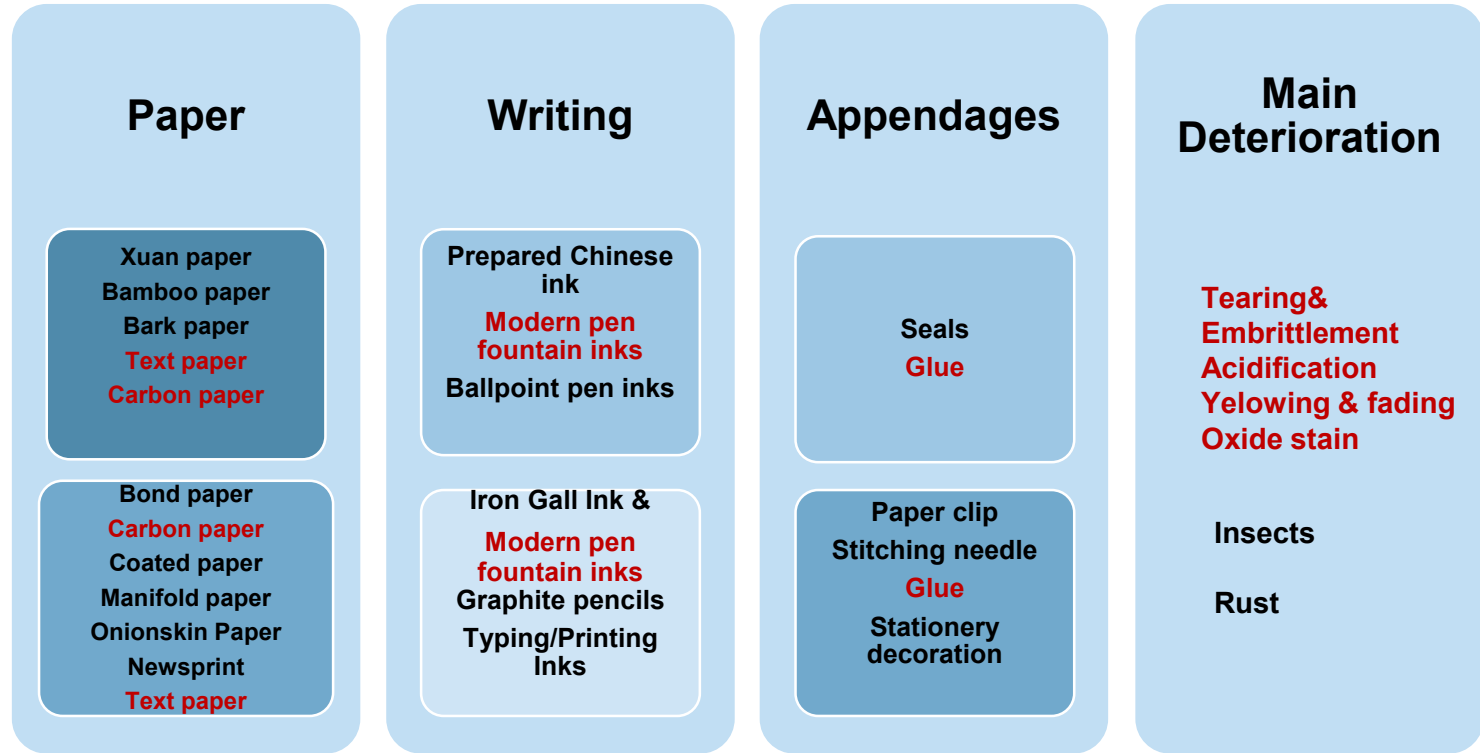 Paper
Xuan paper
Bamboo paper
Bark paper
Text paper
Carbon paper
Bond paper
Carbon paper
Coated paper
Manifold paper
Onionskin Paper
Newsprint
Text paper
Writing
Prepared Chinese
ink
Modern pen
fountain inks
Ballpoint pen inks
Iron Gall Ink &
Modern pen
fountain inks
Graphite pencils
Typing/Printing
Inks
Appendages
Seals
Glue
Paper clip
Stitching needle
Glue
Stationery
decoration
Main
Deterioration
Tearing&
Embrittlement
Acidification
Yelowing & fading
Oxide stain
Insects
Rust